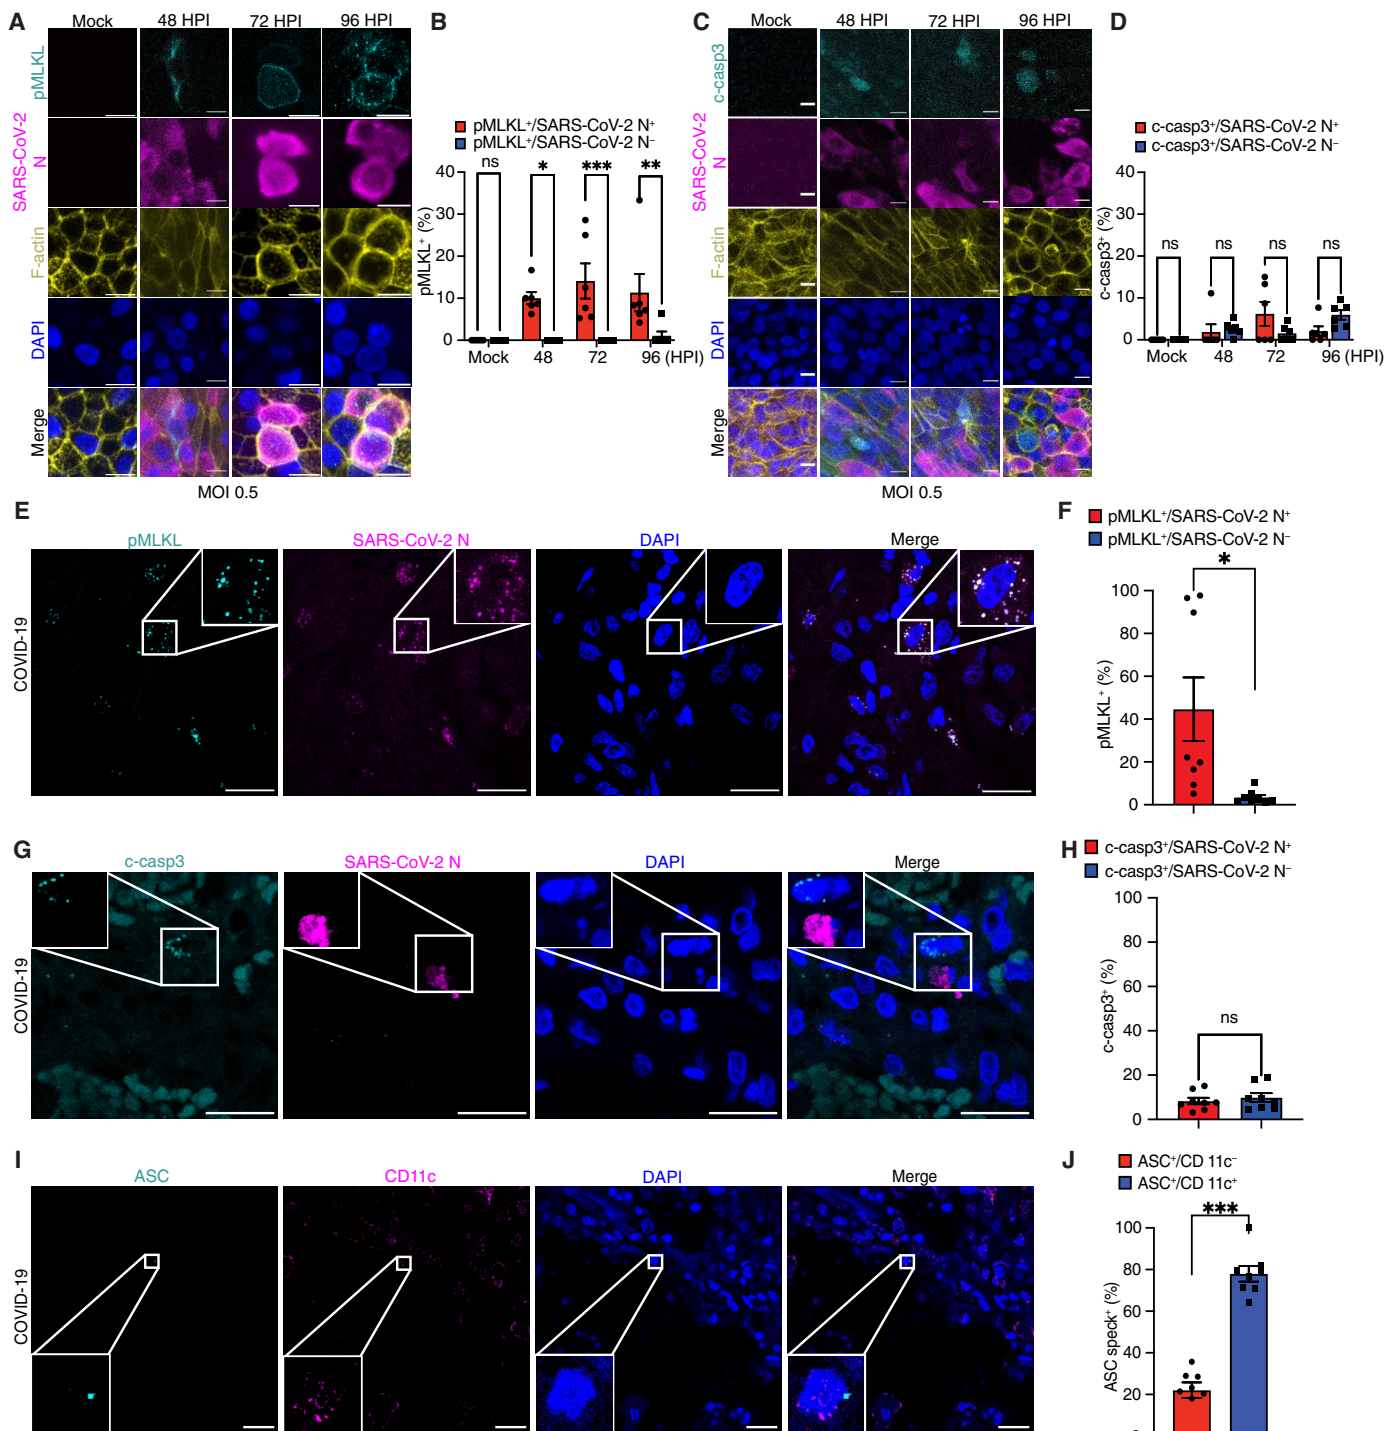 A
Mock
48 HPI
72 HPI
96 HPI
pMLKL
SARS-CoV-2
N
F-actin
DAPI
Merge
MOI 0.5
B
pMLKL⁺/SARS-CoV-2 N⁺
pMLKL⁺/SARS-CoV-2 N⁻
ns
*
***
**
pMLKL⁺ (%)
40
30
20
10
0
Mock
48
72
96 (HPI)
C
Mock
48 HPI
72 HPI
96 HPI
c-casp3
SARS-CoV-2
N
F-actin
DAPI
Merge
MOI 0.5
D
c-casp3⁺/SARS-CoV-2 N⁺
c-casp3⁺/SARS-CoV-2 N⁻
c-casp3⁺ (%)
40
30
20
10
0
ns
ns
ns
ns
Mock
48
72
96 (HPI)
E
pMLKL
SARS-CoV-2 N
DAPI
Merge
COVID-19
F
pMLKL⁺/SARS-CoV-2 N⁺
pMLKL⁺/SARS-CoV-2 N⁻
*
pMLKL⁺ (%)
100
80
60
40
20
0
G
c-casp3
SARS-CoV-2 N
DAPI
Merge
COVID-19
H
c-casp3⁺/SARS-CoV-2 N⁺
c-casp3⁺/SARS-CoV-2 N⁻
c-casp3⁺ (%)
100
80
60
40
20
0
ns
I
ASC
CD11c
DAPI
Merge
COVID-19
J
ASC⁺/CD 11c⁻
ASC⁺/CD 11c⁺
***
ASC speck⁺ (%)
100
80
60
40
20